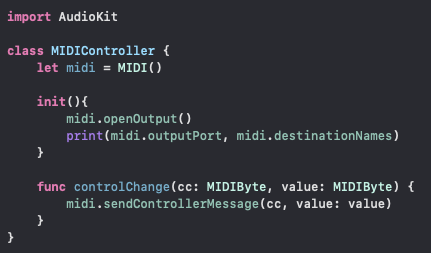 import AudioKit
class MIDIController {
let midi = MIDI()
init(){
midi.openOutput()
print(midi.outputPort, midi.destinationNames)
}
func controlChange(cc: MIDIByte, value: MIDIByte) {
midi.sendControllerMessage(cc, value: value)
}
}